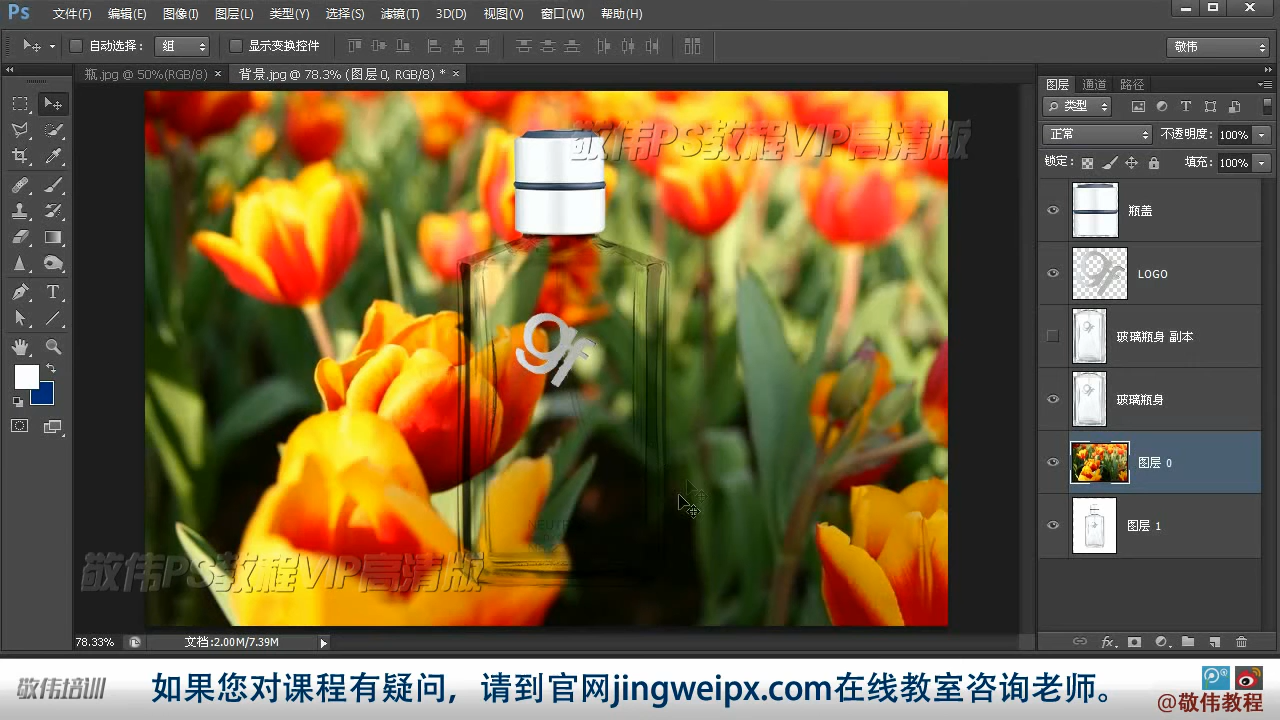 Ps 文件(F) 编辑(E) 图像(I) 图层(L) 类型(Y) 选择(S) 滤镜(T) 3D(D) 视图(V) 窗口(W) 帮助(H)
自动选择： 组 显示变换控件 敬伟
瓶.jpg @ 50%(RGB/8) × 背景.jpg @ 78.3% (图层 0, RGB/8) * ×
图层 通道 路径
类型
正常 不透明度： 100%
锁定： 填充： 100%
瓶盖
LOGO
玻璃瓶身 副本
玻璃瓶身
图层 0
图层 1
敬伟PS教程VIP高清版
9f
敬伟PS教程VIP高清版
78.33% 文档:2.00M/7.39M
敬伟培训
如果您对课程有疑问，请到官网jingweipx.com在线教室咨询老师。
@敬伟教程